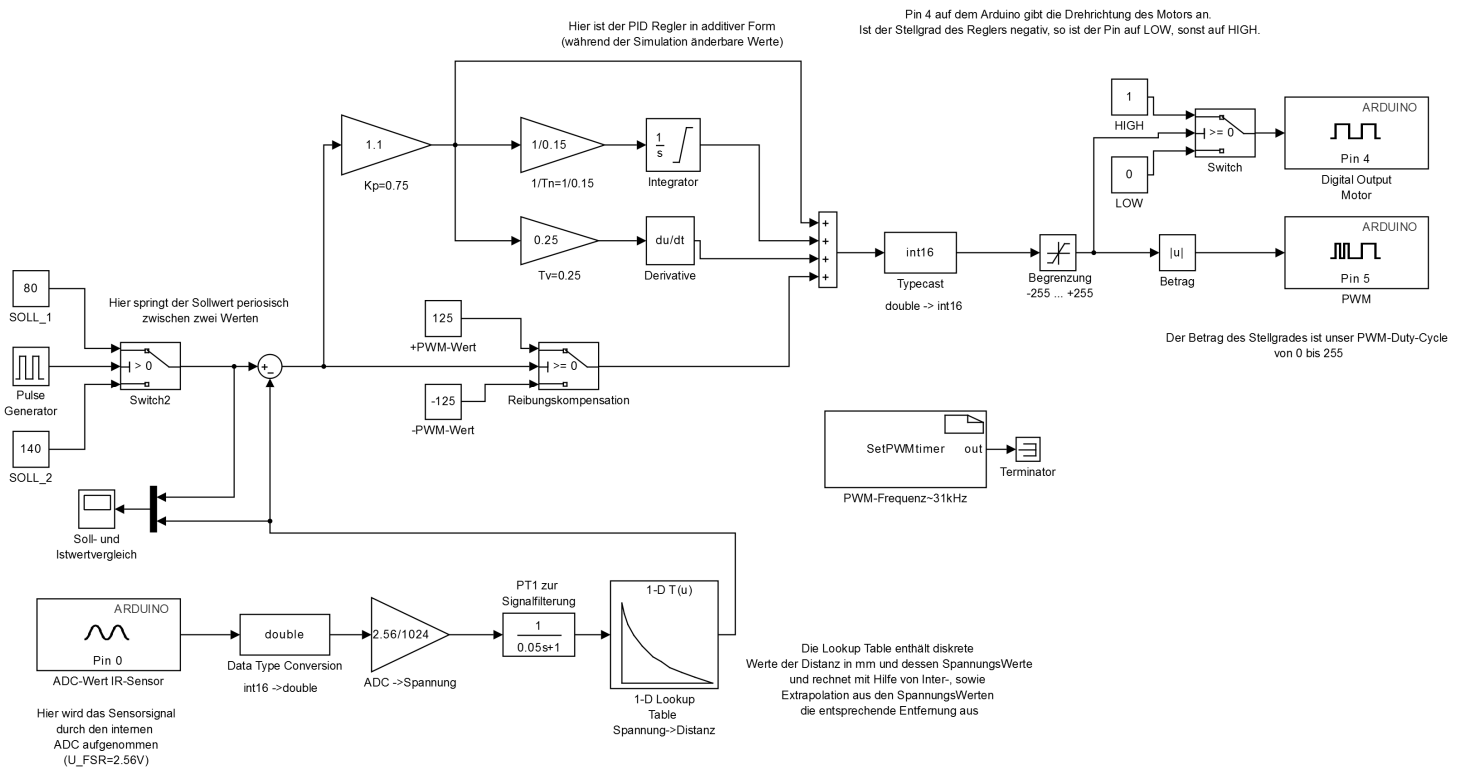 Pin 4 auf dem Arduino gibt die Drehrichtung des Motors an.
Ist der Stellgrad des Reglers negativ, so ist der Pin auf LOW, sonst auf HIGH.
Hier ist der PID Regler in additiver Form
(während der Simulation änderbare Werte)
1
HIGH
0
LOW
>= 0
Switch
ARDUINO
Pin 4
Digital Output
Motor
1.1
Kp=0.75
1/0.15
1/Tn=1/0.15
1
s
Integrator
0.25
Tv=0.25
du/dt
Derivative
+
+
+
+
int16
Typecast
double -> int16
Begrenzung
-255 ... +255
|u|
Betrag
ARDUINO
Pin 5
PWM
Der Betrag des Stellgrades ist unser PWM-Duty-Cycle
von 0 bis 255
80
SOLL_1
Hier springt der Sollwert periosisch
zwischen zwei Werten
Pulse
Generator
> 0
Switch2
140
SOLL_2
+
−
125
+PWM-Wert
-125
-PWM-Wert
>= 0
Reibungskompensation
SetPWMtimer
out
PWM-Frequenz~31kHz
Terminator
Soll- und
Istwertvergleich
ARDUINO
Pin 0
ADC-Wert IR-Sensor
Hier wird das Sensorsignal
durch den internen
ADC aufgenommen
(U_FSR=2.56V)
double
Data Type Conversion
int16 ->double
2.56/1024
ADC ->Spannung
PT1 zur
Signalfilterung
1
0.05s+1
1-D T(u)
1-D Lookup
Table
Spannung->Distanz
Die Lookup Table enthält diskrete
Werte der Distanz in mm und dessen SpannungsWerte
und rechnet mit Hilfe von Inter-, sowie
Extrapolation aus den SpannungsWerten
die entsprechende Entfernung aus